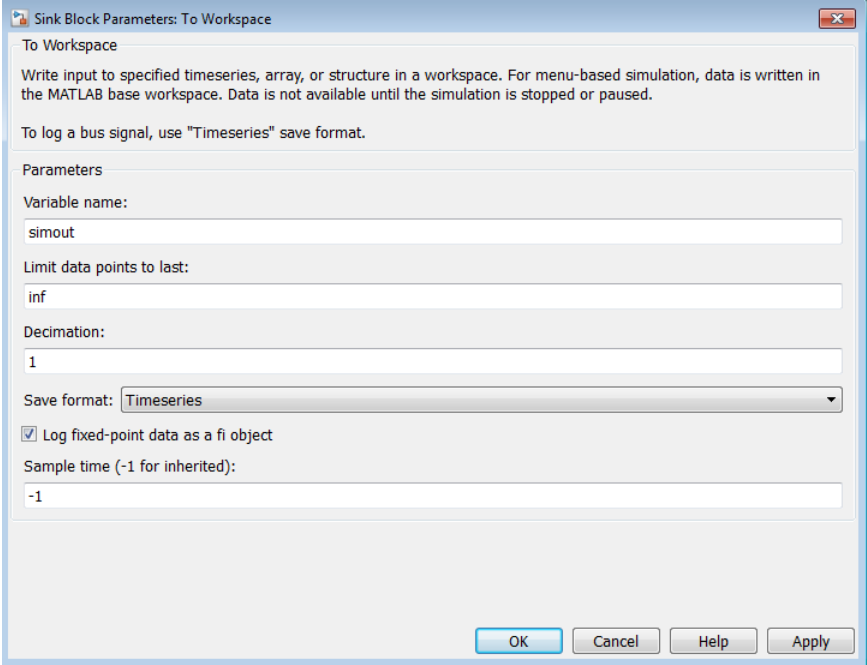 Sink Block Parameters: To Workspace
To Workspace
Write input to specified timeseries, array, or structure in a workspace. For menu-based simulation, data is written in
the MATLAB base workspace. Data is not available until the simulation is stopped or paused.
To log a bus signal, use "Timeseries" save format.
Parameters
Variable name:
simout
Limit data points to last:
inf
Decimation:
1
Save format: Timeseries
Log fixed-point data as a fi object
Sample time (-1 for inherited):
-1
OK Cancel Help Apply